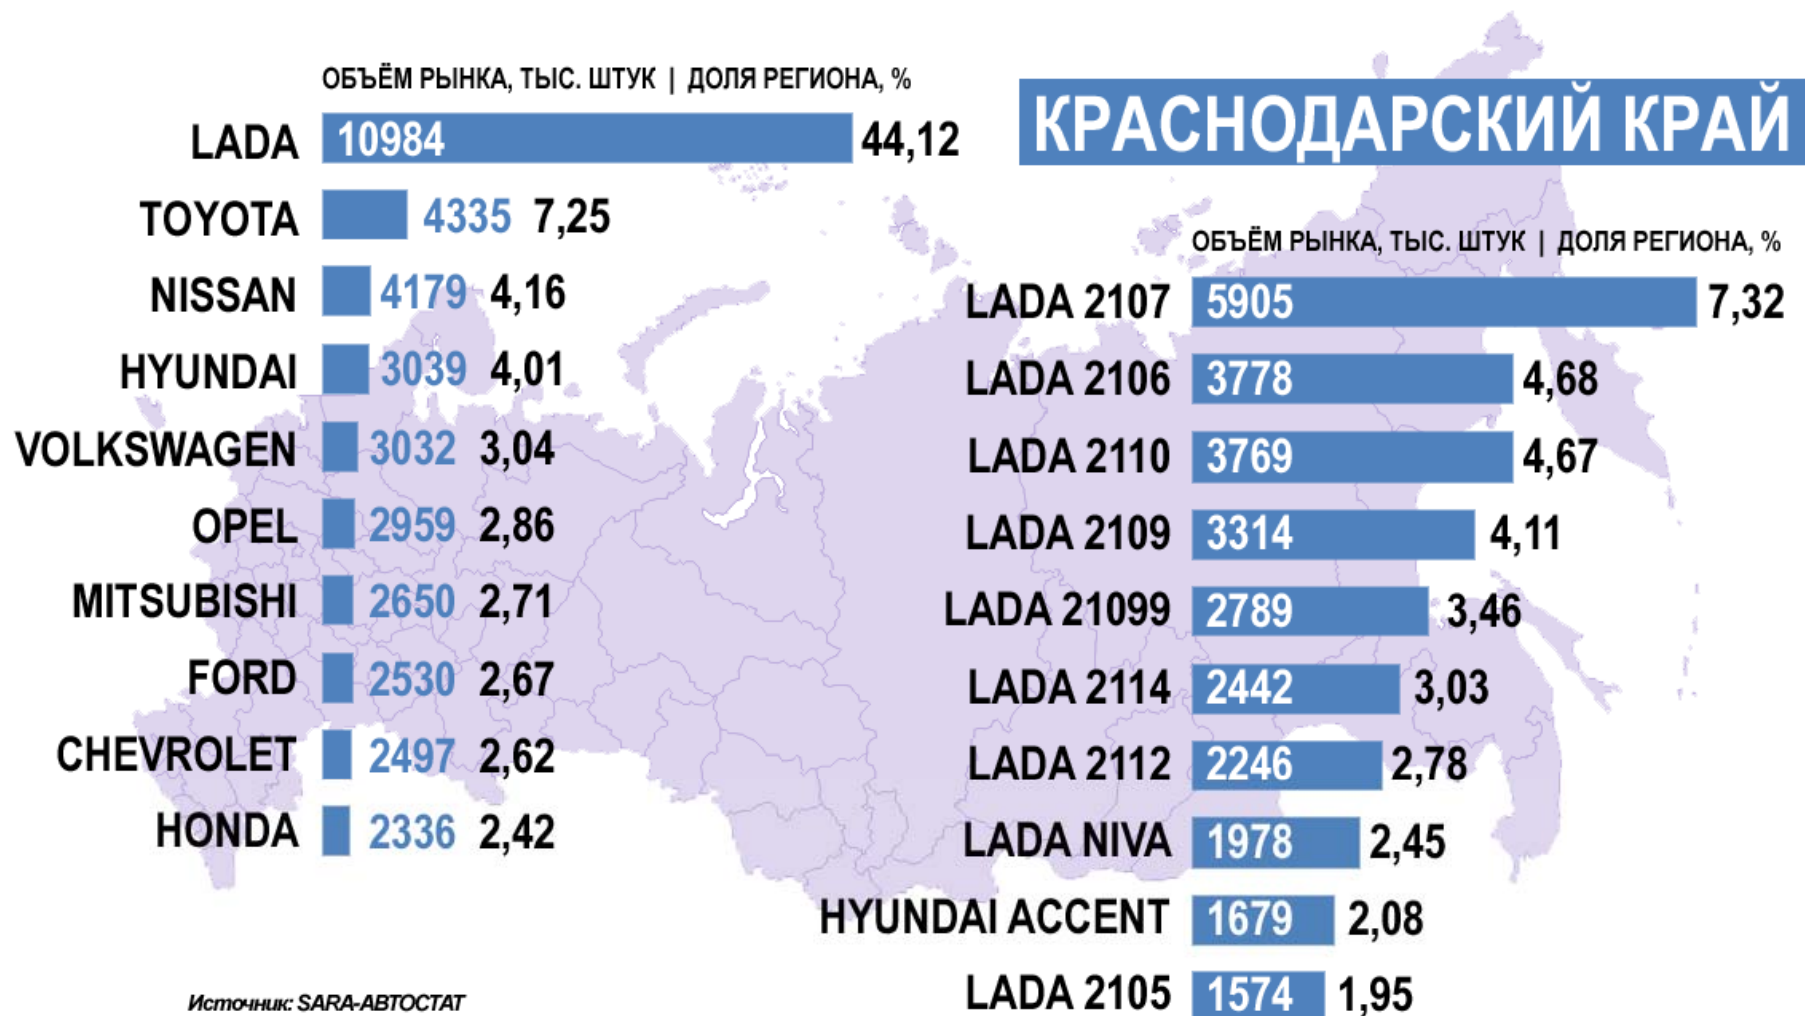 ОБЪЁМ РЫНКА, ТЫС. ШТУК | ДОЛЯ РЕГИОНА, %
LADA 10984 44,12
TOYOTA 4335 7,25
NISSAN 4179 4,16
HYUNDAI 3039 4,01
VOLKSWAGEN 3032 3,04
OPEL 2959 2,86
MITSUBISHI 2650 2,71
FORD 2530 2,67
CHEVROLET 2497 2,62
HONDA 2336 2,42
Источник: SARA-АВТОСТАТ
КРАСНОДАРСКИЙ КРАЙ
ОБЪЁМ РЫНКА, ТЫС. ШТУК | ДОЛЯ РЕГИОНА, %
LADA 2107 5905 7,32
LADA 2106 3778 4,68
LADA 2110 3769 4,67
LADA 2109 3314 4,11
LADA 21099 2789 3,46
LADA 2114 2442 3,03
LADA 2112 2246 2,78
LADA NIVA 1978 2,45
HYUNDAI ACCENT 1679 2,08
LADA 2105 1574 1,95